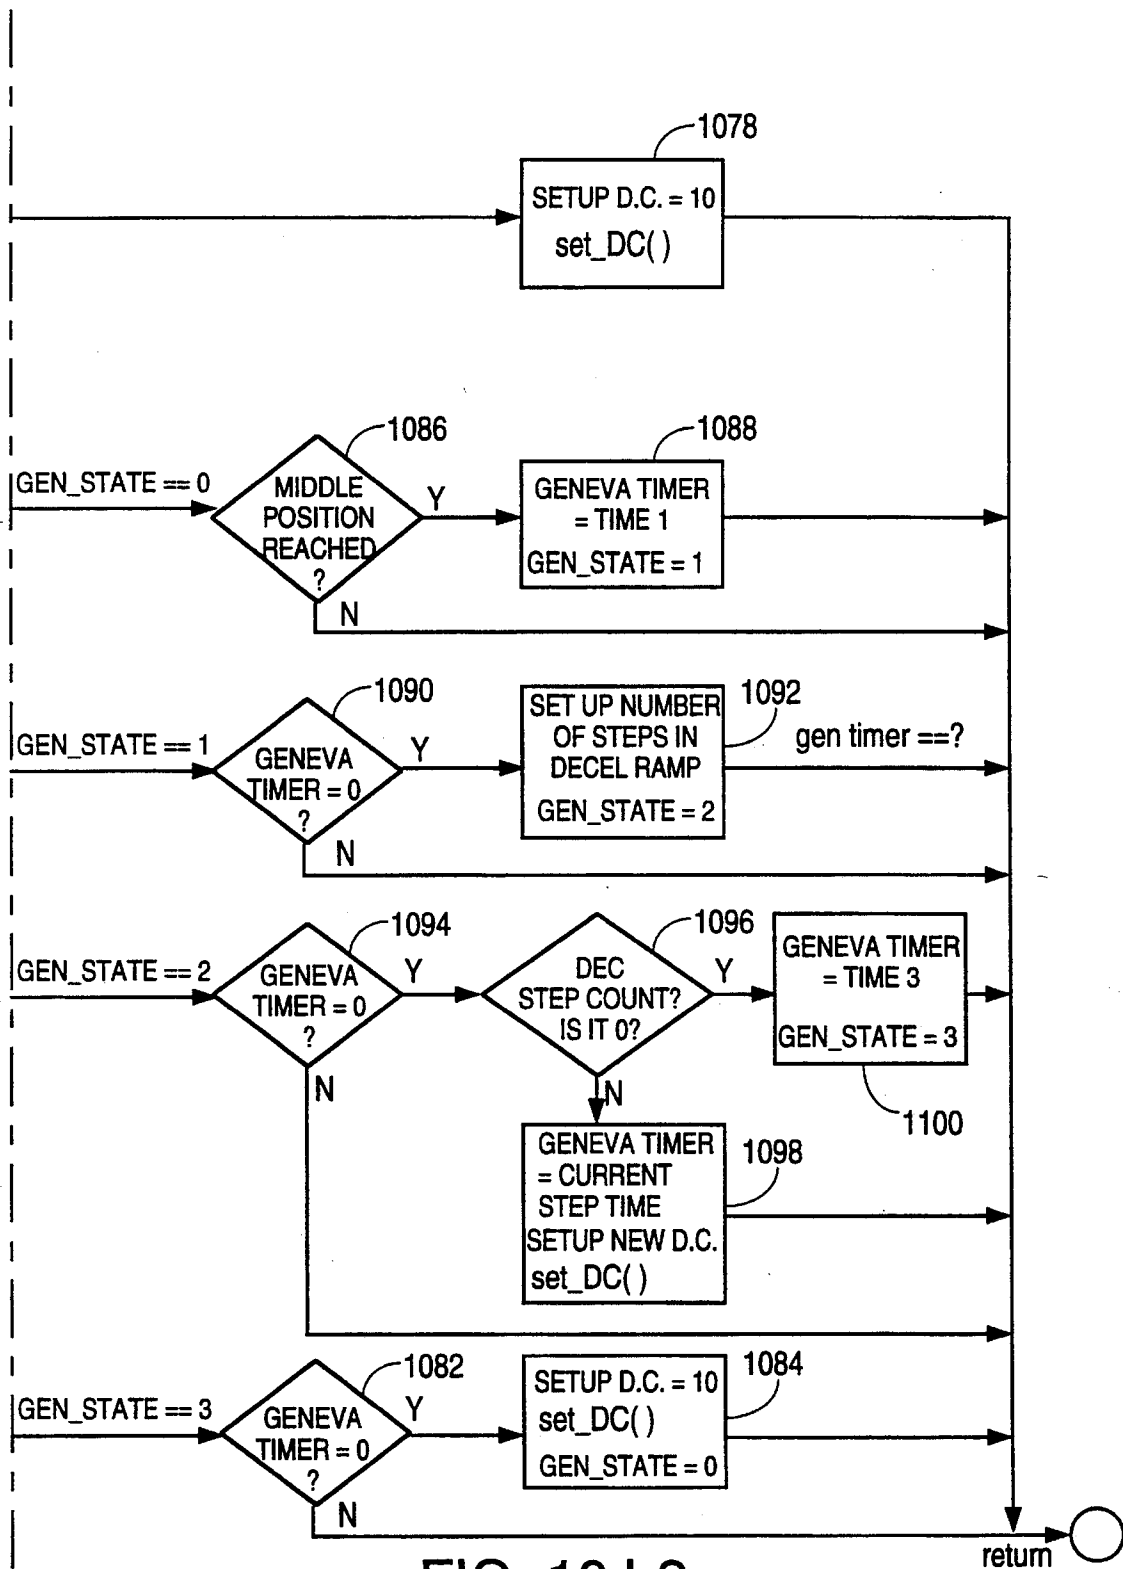 1078
SETUP D.C. = 10
set_DC( )
1086
1088
GEN_STATE == 0
MIDDLE
POSITION
REACHED
?
Y
N
GENEVA TIMER
= TIME 1
GEN_STATE = 1
1090
1092
GEN_STATE == 1
GENEVA
TIMER = 0
?
Y
N
SET UP NUMBER
OF STEPS IN
DECEL RAMP
GEN_STATE = 2
gen timer ==?
1094
1096
GEN_STATE == 2
GENEVA
TIMER = 0
?
Y
N
DEC
STEP COUNT?
IS IT 0?
Y
N
GENEVA TIMER
= TIME 3
GEN_STATE = 3
1100
GENEVA TIMER
= CURRENT
STEP TIME
SETUP NEW D.C.
set_DC( )
1098
1082
1084
GEN_STATE == 3
GENEVA
TIMER = 0
?
Y
N
SETUP D.C. = 10
set_DC( )
GEN_STATE = 0
return